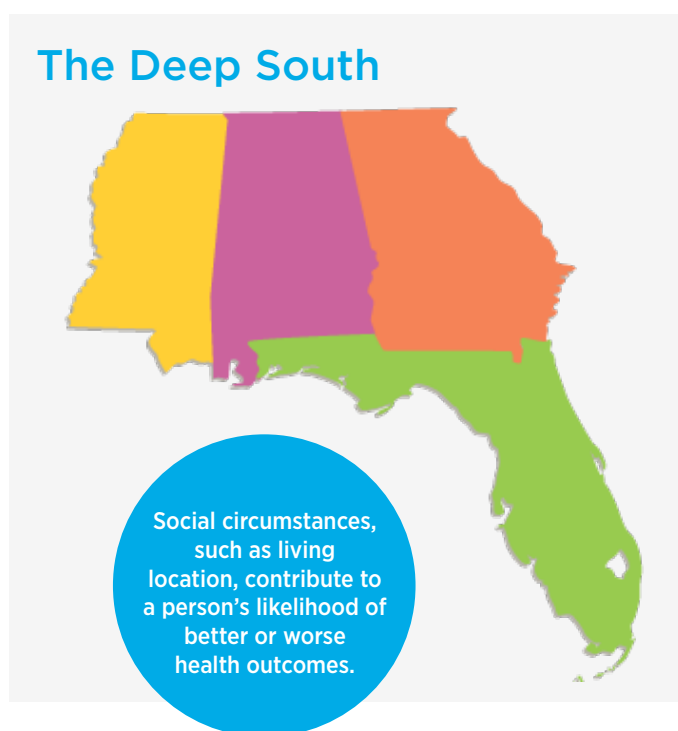 The Deep South
Social circumstances,
such as living
location, contribute to
a person’s likelihood of
better or worse
health outcomes.